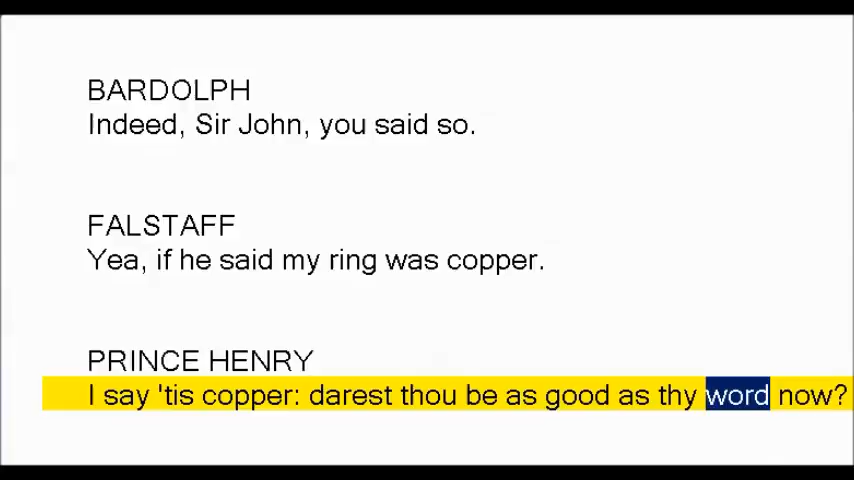 BARDOLPH
Indeed, Sir John, you said so.
FALSTAFF
Yea, if he said my ring was copper.
PRINCE HENRY
I say 'tis copper: darest thou be as good as thy word now?